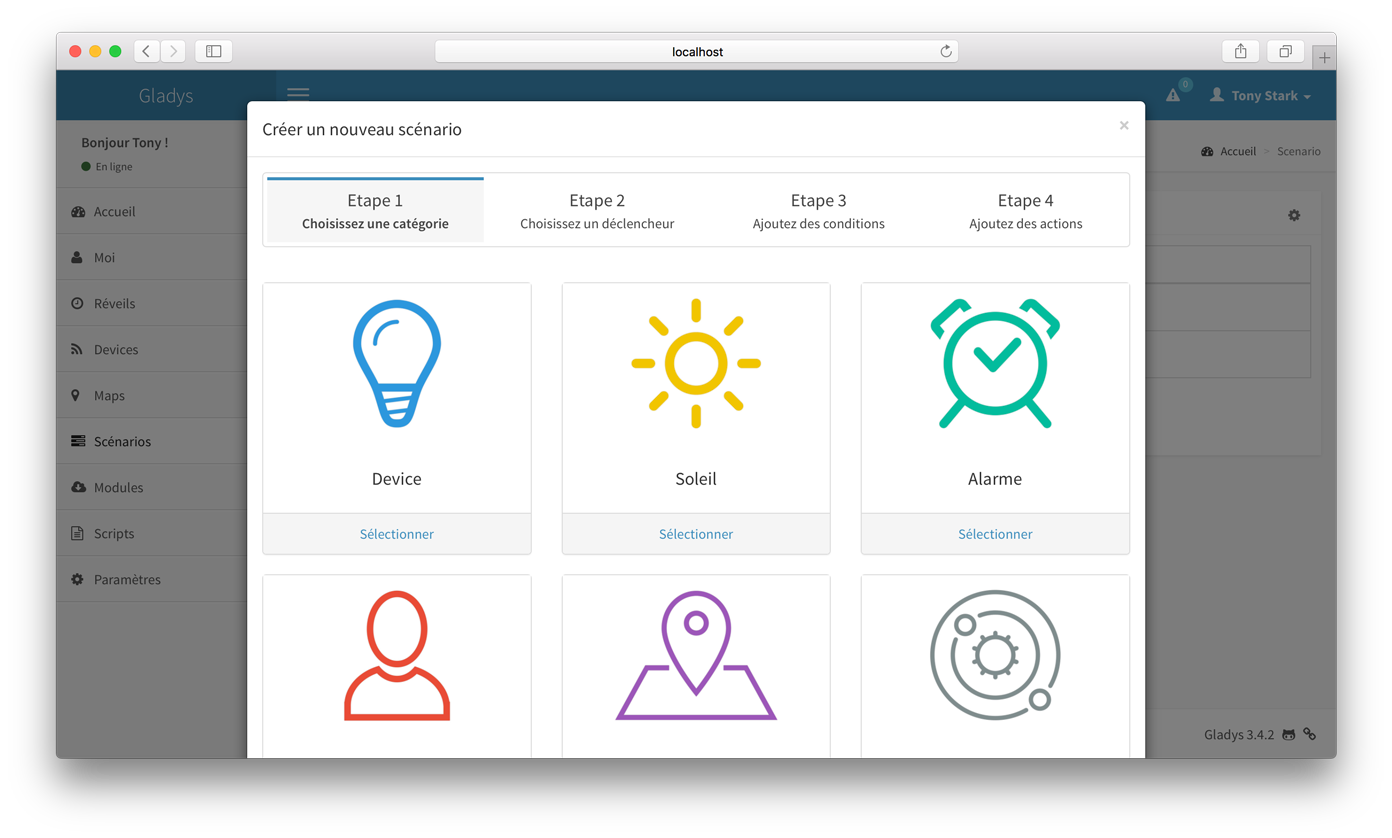 localhost
Gladys
0
Tony Stark
Bonjour Tony !
En ligne
Accueil
Moi
Réveils
Devices
Maps
Scénarios
Modules
Scripts
Paramètres
Accueil > Scenario
Créer un nouveau scénario
×
Etape 1
Choisissez une catégorie
Etape 2
Choisissez un déclencheur
Etape 3
Ajoutez des conditions
Etape 4
Ajoutez des actions
Device
Sélectionner
Soleil
Sélectionner
Alarme
Sélectionner
Gladys 3.4.2